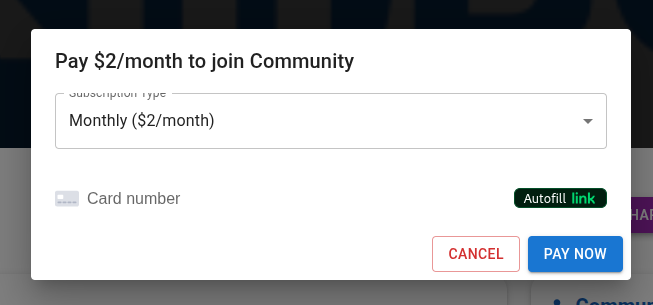 Pay $2/month to join Community
Subscription Type
Monthly ($2/month)
Card number
Autofill link
CANCEL
PAY NOW